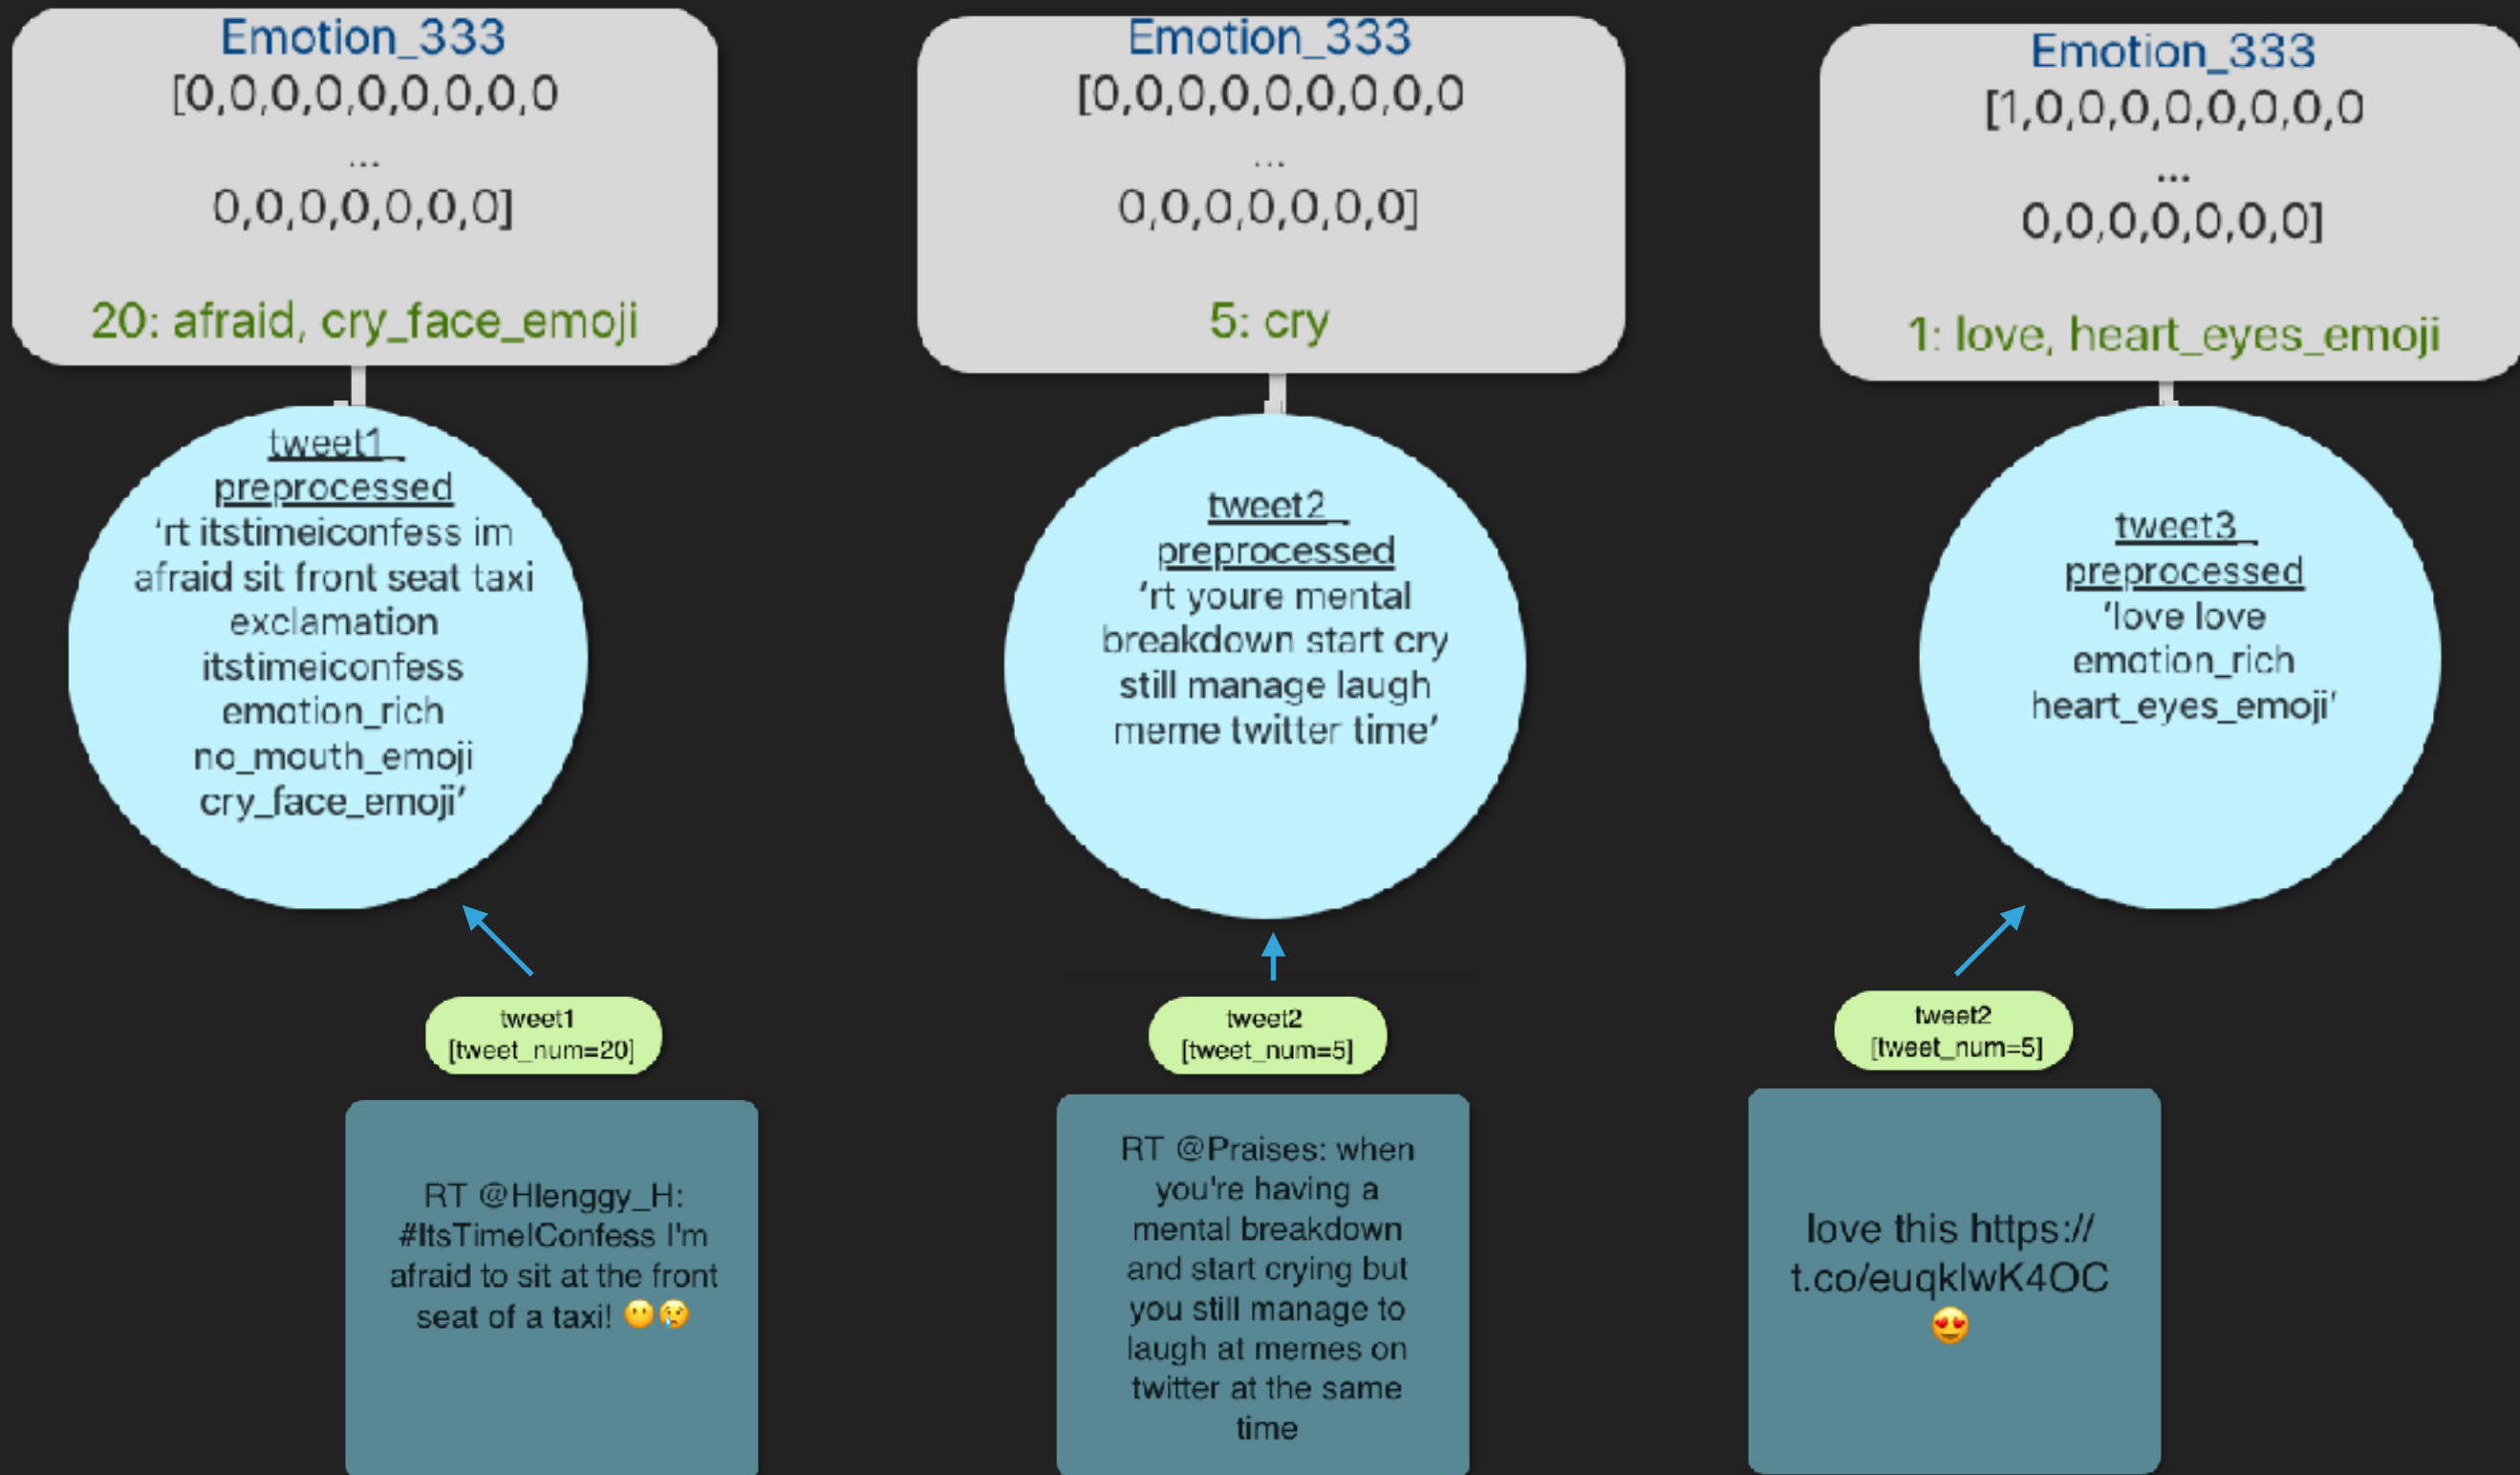 Emotion_333
[0,0,0,0,0,0,0,0,0
...
0,0,0,0,0,0,0]
20: afraid, cry_face_emoji
tweet1_
preprocessed
‘rt itstimeiconfess im
afraid sit front seat taxi
exclamation
itstimeiconfess
emotion_rich
no_mouth_emoji
cry_face_emoji’
tweet1
[tweet_num=20]
RT @Hlenggy_H:
#ItsTimeIConfess I'm
afraid to sit at the front
seat of a taxi! 😶😢
Emotion_333
[0,0,0,0,0,0,0,0,0
...
0,0,0,0,0,0,0]
5: cry
tweet2_
preprocessed
‘rt youre mental
breakdown start cry
still manage laugh
meme twitter time’
tweet2
[tweet_num=5]
RT @Praises: when
you're having a
mental breakdown
and start crying but
you still manage to
laugh at memes on
twitter at the same
time
Emotion_333
[1,0,0,0,0,0,0,0,0
...
0,0,0,0,0,0,0]
1: love, heart_eyes_emoji
tweet3_
preprocessed
‘love love
emotion_rich
heart_eyes_emoji’
tweet2
[tweet_num=5]
love this https://
t.co/euqklwK4OC
😍